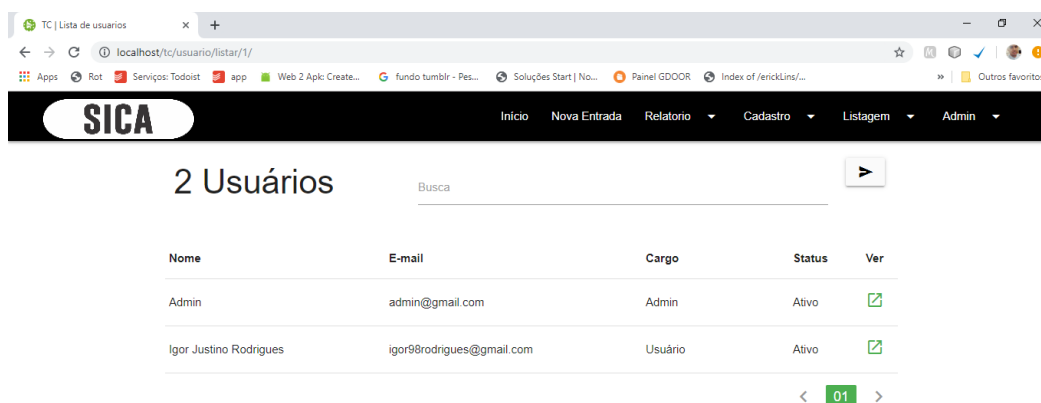 TC | Lista de usuarios
localhost/tc/usuario/listar/1/
Apps Rot Serviços: Todoist app Web 2 Apk: Create... fundo tumblr - Pes... Soluções Start | No... Painel GDOOR Index of /erickLins/... » Outros favoritos
SICA Início Nova Entrada Relatorio Cadastro Listagem Admin
2 Usuários Busca
Nome E-mail Cargo Status Ver
Admin admin@gmail.com Admin Ativo
Igor Justino Rodrigues igor98rodrigues@gmail.com Usuário Ativo
01